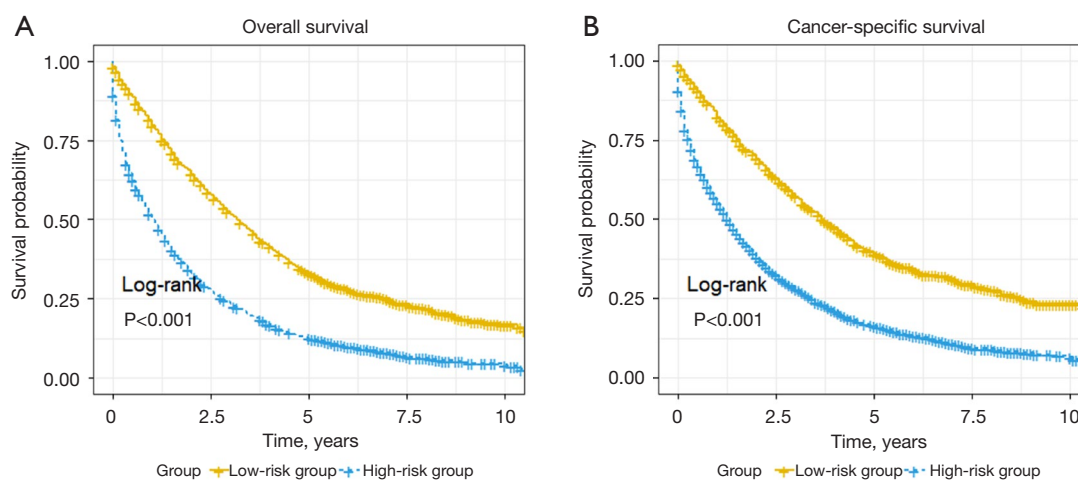 A
Overall survival
Survival probability
1.00
0.75
0.50
0.25
0.00
Log-rank
P<0.001
0 2.5 5 7.5 10
Time, years
Group Low-risk group High-risk group
B
Cancer-specific survival
Survival probability
1.00
0.75
0.50
0.25
0.00
Log-rank
P<0.001
0 2.5 5 7.5 10
Time, years
Group Low-risk group High-risk group